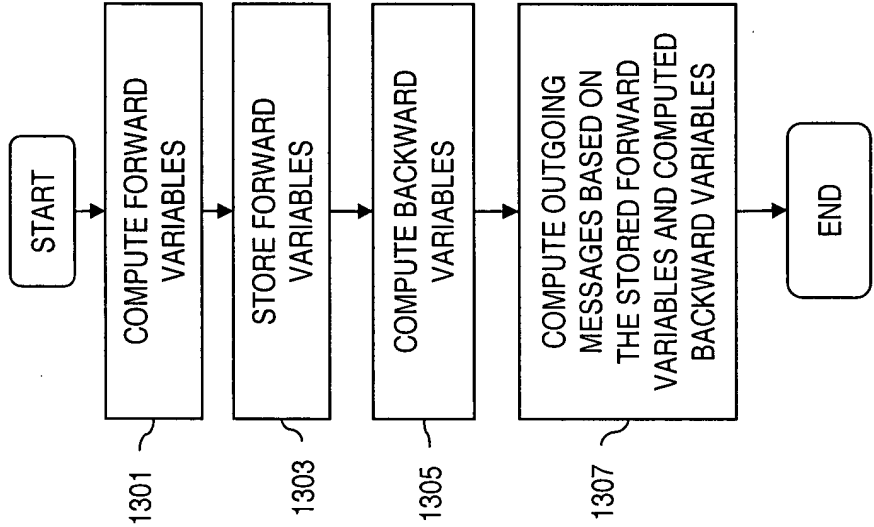 START
1301
COMPUTE FORWARD
VARIABLES
1303
STORE FORWARD
VARIABLES
1305
COMPUTE BACKWARD
VARIABLES
1307
COMPUTE OUTGOING
MESSAGES BASED ON
THE STORED FORWARD
VARIABLES AND COMPUTED
BACKWARD VARIABLES
END